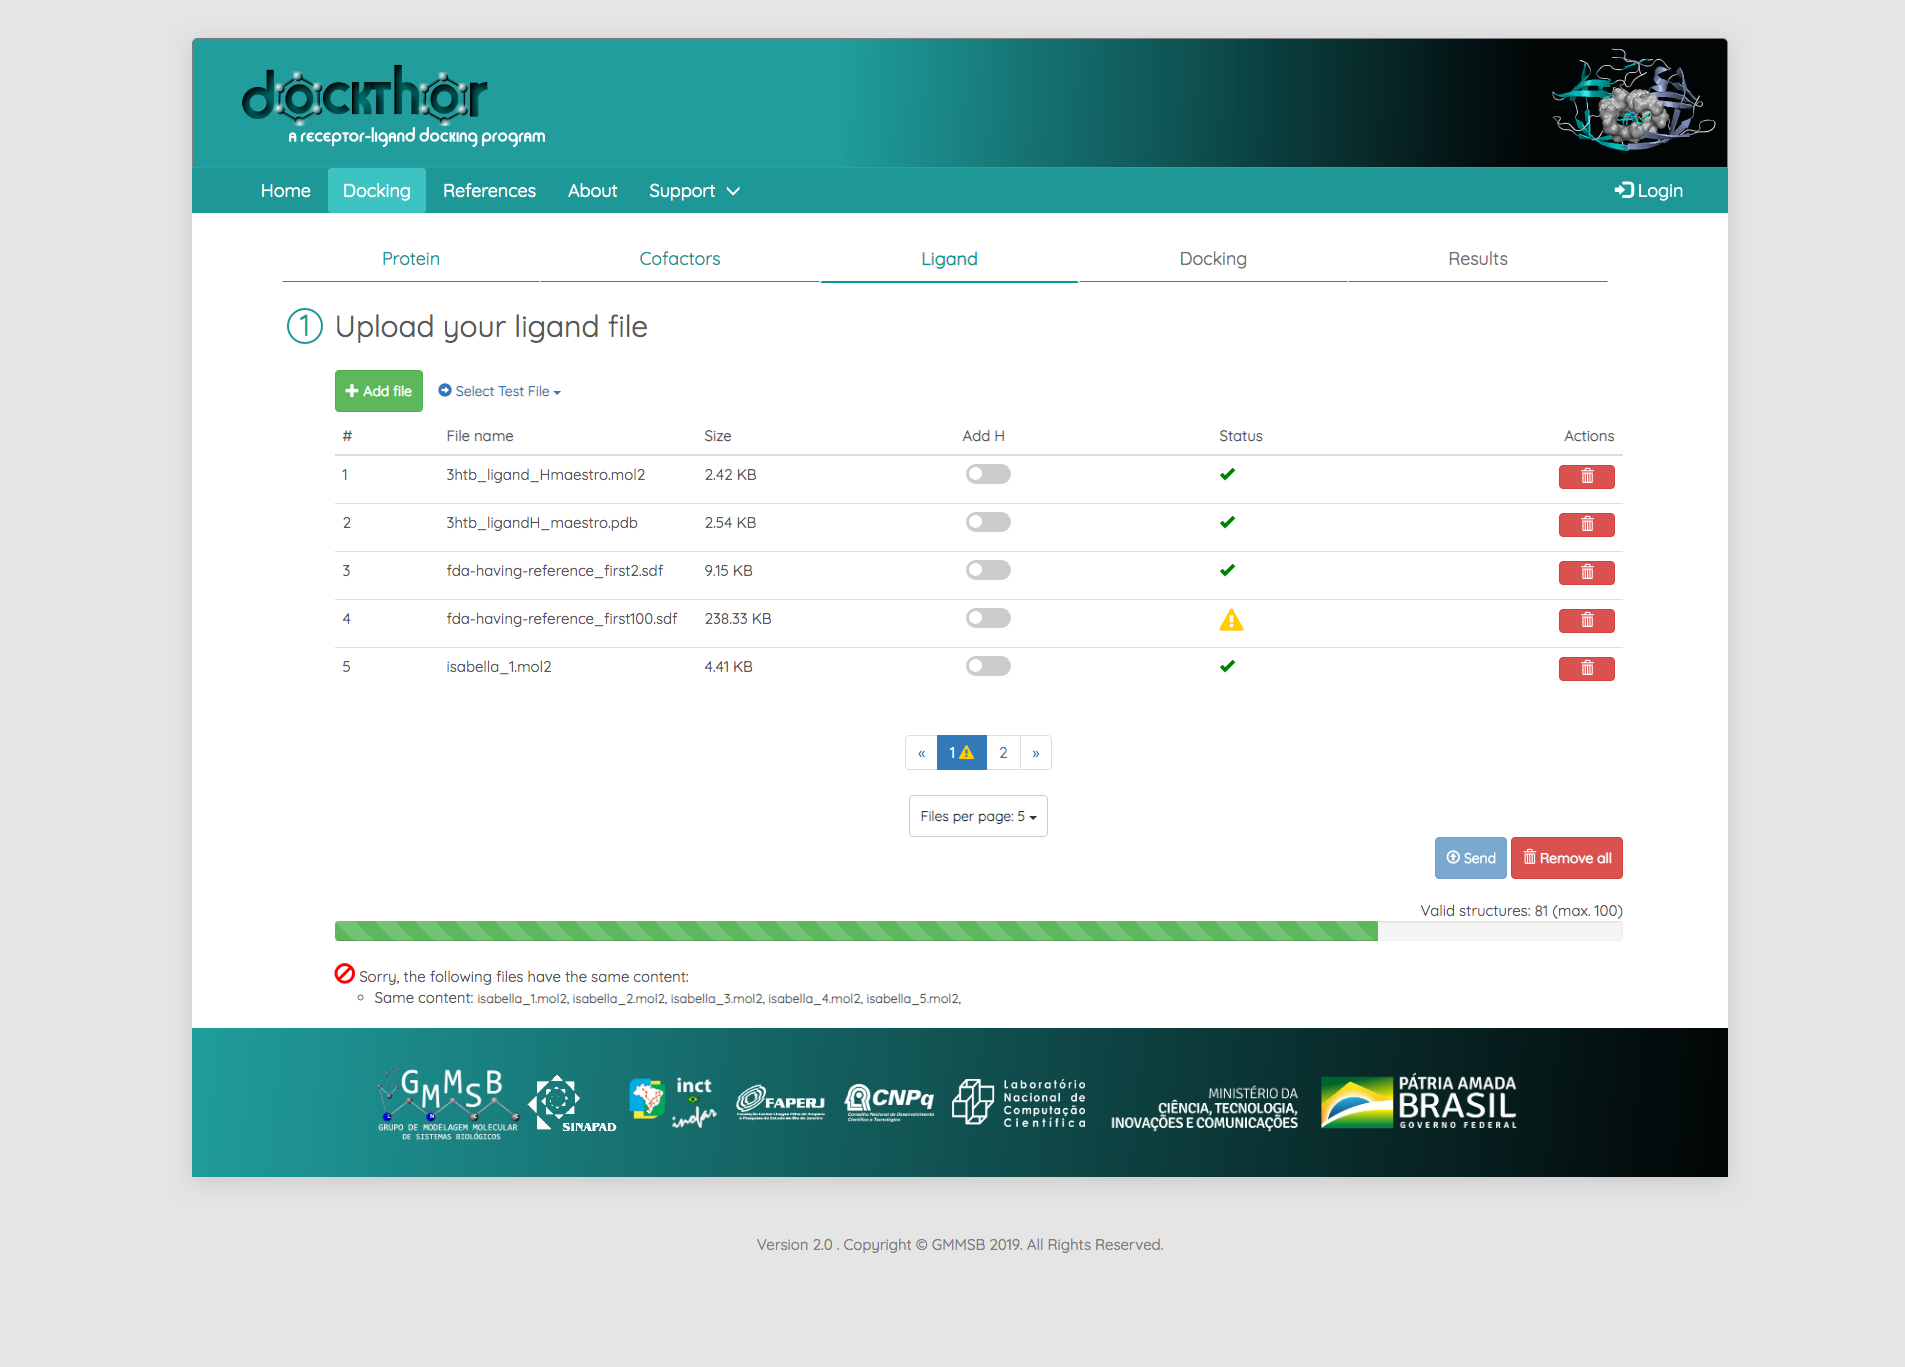 dockthor
a receptor-ligand docking program
Home Docking References About Support Login
Protein Cofactors Ligand Docking Results
1 Upload your ligand file
Add file Select Test File
# File name Size Add H Status Actions
1 3htb_ligand_Hmaestro.mol2 2.42 KB
2 3htb_ligandH_maestro.pdb 2.54 KB
3 fda-having-reference_first2.sdf 9.15 KB
4 fda-having-reference_first100.sdf 238.33 KB
5 isabella_1.mol2 4.41 KB
« 1 2 »
Files per page: 5
Send Remove all
Valid structures: 81 (max. 100)
Sorry, the following files have the same content:
Same content: isabella_1.mol2, isabella_2.mol2, isabella_3.mol2, isabella_4.mol2, isabella_5.mol2,
GMMSB
GRUPO DE MODELAGEM MOLECULAR
DE SISTEMAS BIOLÓGICOS
SINAPAD
inct
inofar
FAPERJ
CNPq
Conselho Nacional de Desenvolvimento
Científico e Tecnológico
Laboratório
Nacional de
Computação
Científica
MINISTÉRIO DA
CIÊNCIA, TECNOLOGIA,
INOVAÇÕES E COMUNICAÇÕES
PÁTRIA AMADA
BRASIL
GOVERNO FEDERAL
Version 2.0 . Copyright © GMMSB 2019. All Rights Reserved.